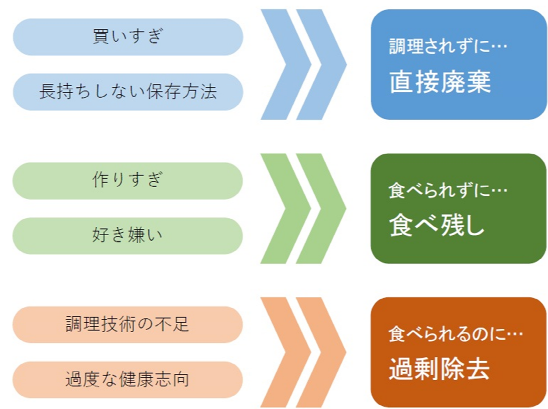 買いすぎ
長持ちしない保存方法
調理されずに…
直接廃棄
作りすぎ
好き嫌い
食べられずに…
食べ残し
調理技術の不足
過度な健康志向
食べられるのに…
過剰除去